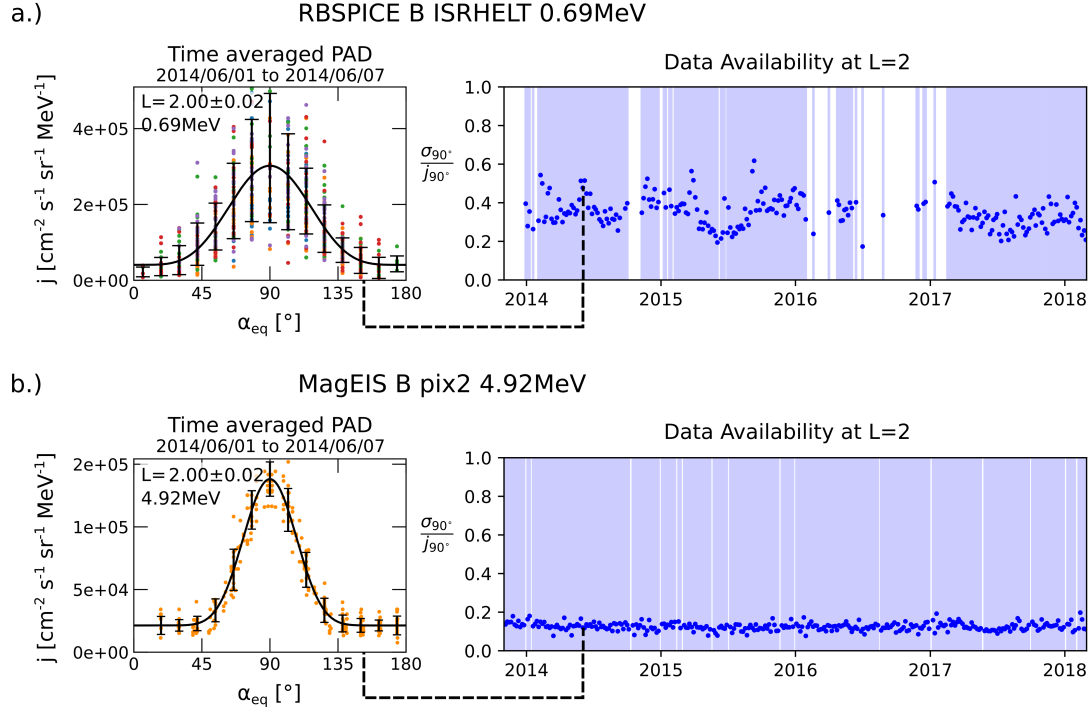 a.)
RBSPICE B ISRHELT 0.69MeV
Time averaged PAD
2014/06/01 to 2014/06/07
L=2.00±0.02
0.69MeV
j [cm⁻² s⁻¹ sr⁻¹ MeV⁻¹]
4e+05
2e+05
0e+00
0 45 90 135 180
αeq [°]
Data Availability at L=2
σ90° / j90°
1.0
0.8
0.6
0.4
0.2
0.0
2014 2015 2016 2017 2018
b.)
MagEIS B pix2 4.92MeV
Time averaged PAD
2014/06/01 to 2014/06/07
L=2.00±0.02
4.92MeV
j [cm⁻² s⁻¹ sr⁻¹ MeV⁻¹]
2e+05
1e+05
5e+04
0e+00
0 45 90 135 180
αeq [°]
Data Availability at L=2
σ90° / j90°
1.0
0.8
0.6
0.4
0.2
0.0
2014 2015 2016 2017 2018